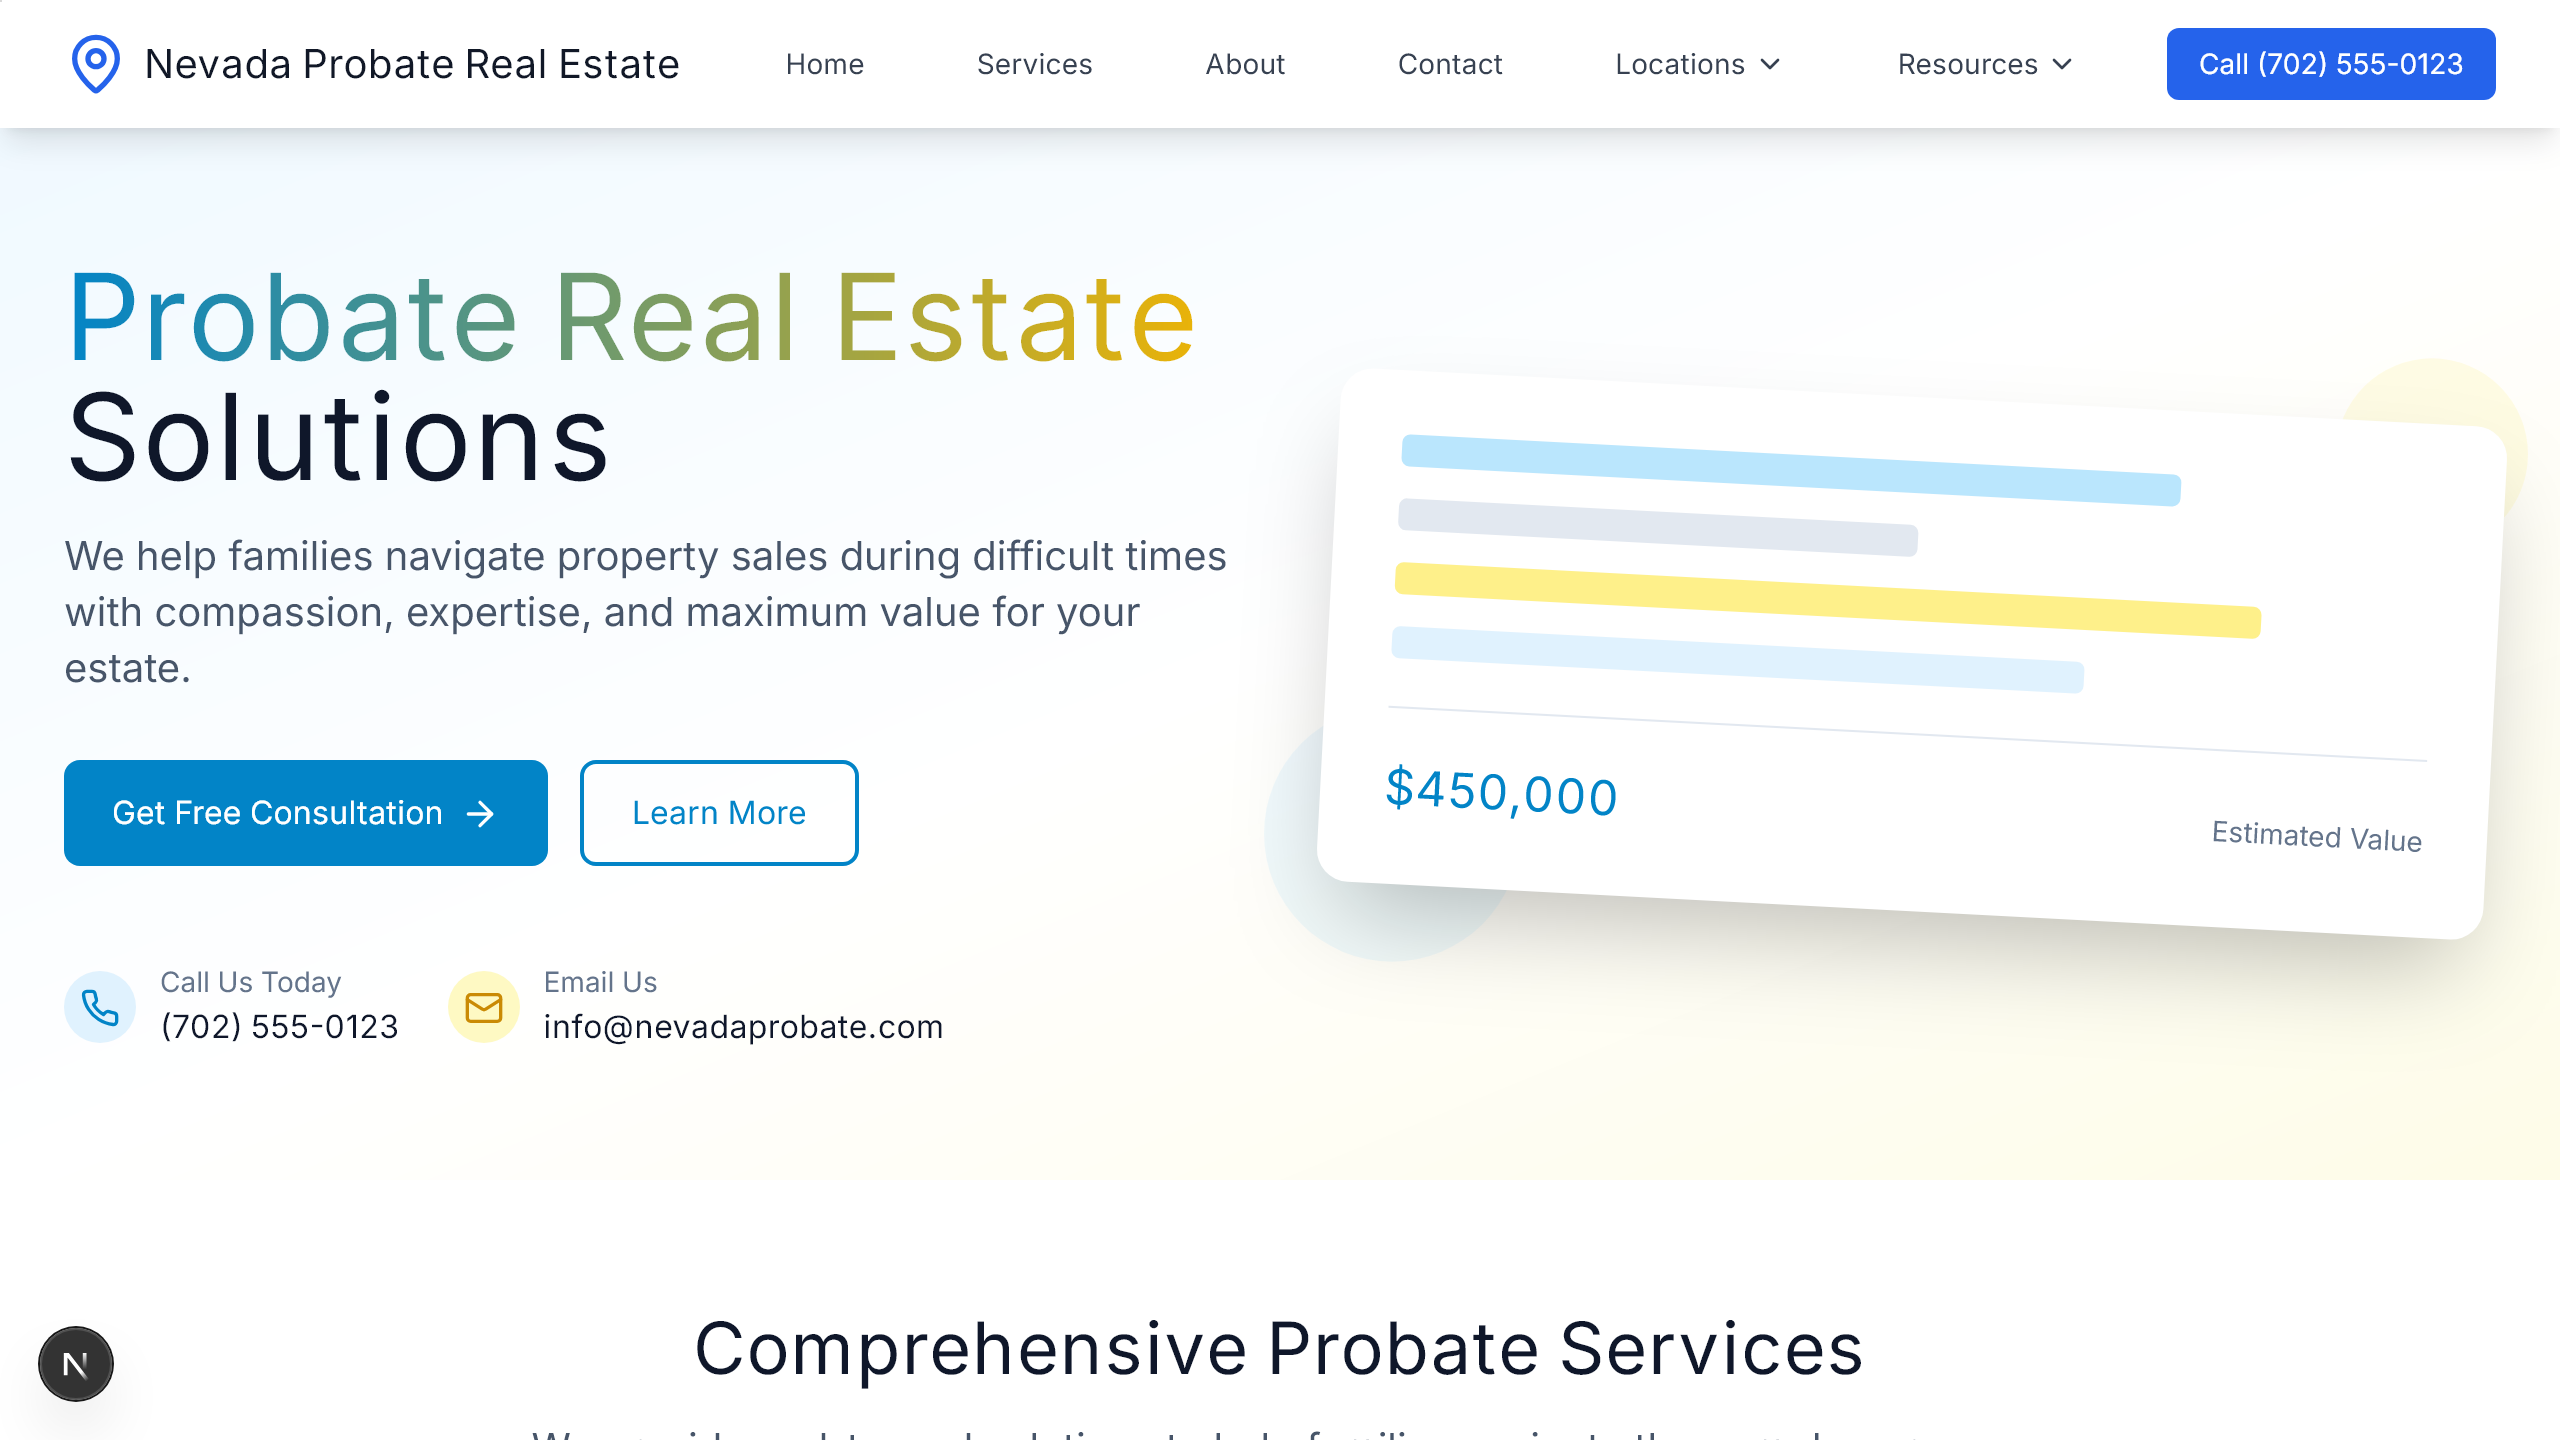 Nevada Probate Real Estate
Home
Services
About
Contact
Locations
Resources
Call (702) 555-0123
Probate Real Estate
Solutions
We help families navigate property sales during difficult times
with compassion, expertise, and maximum value for your
estate.
Get Free Consultation
Learn More
Call Us Today
(702) 555-0123
Email Us
info@nevadaprobate.com
$450,000
Estimated Value
Comprehensive Probate Services
N